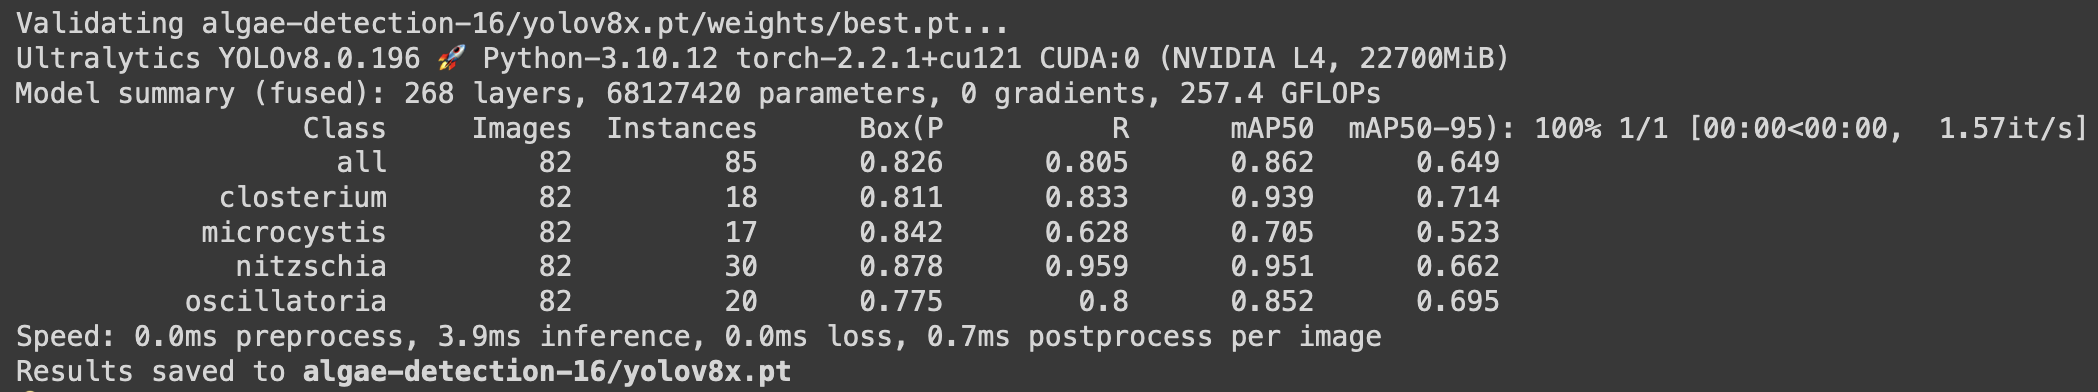 Validating algae-detection-16/yolov8x.pt/weights/best.pt...
Ultralytics YOLOv8.0.196 🚀 Python-3.10.12 torch-2.2.1+cu121 CUDA:0 (NVIDIA L4, 22700MiB)
Model summary (fused): 268 layers, 68127420 parameters, 0 gradients, 257.4 GFLOPs
Class Images Instances Box(P R mAP50 mAP50-95): 100% 1/1 [00:00<00:00, 1.57it/s]
all 82 85 0.826 0.805 0.862 0.649
closterium 82 18 0.811 0.833 0.939 0.714
microcystis 82 17 0.842 0.628 0.705 0.523
nitzschia 82 30 0.878 0.959 0.951 0.662
oscillatoria 82 20 0.775 0.8 0.852 0.695
Speed: 0.0ms preprocess, 3.9ms inference, 0.0ms loss, 0.7ms postprocess per image
Results saved to algae-detection-16/yolov8x.pt